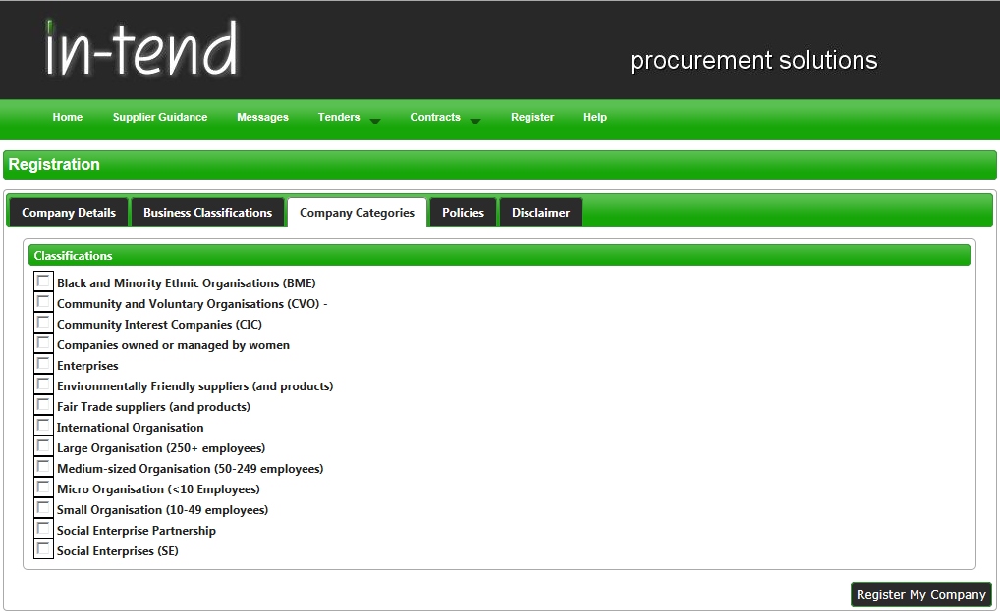 in-tend
procurement solutions
Home Supplier Guidance Messages Tenders Contracts Register Help
Registration
Company Details Business Classifications Company Categories Policies Disclaimer
Classifications
Black and Minority Ethnic Organisations (BME)
Community and Voluntary Organisations (CVO) -
Community Interest Companies (CIC)
Companies owned or managed by women
Enterprises
Environmentally Friendly suppliers (and products)
Fair Trade suppliers (and products)
International Organisation
Large Organisation (250+ employees)
Medium-sized Organisation (50-249 employees)
Micro Organisation (<10 Employees)
Small Organisation (10-49 employees)
Social Enterprise Partnership
Social Enterprises (SE)
Register My Company